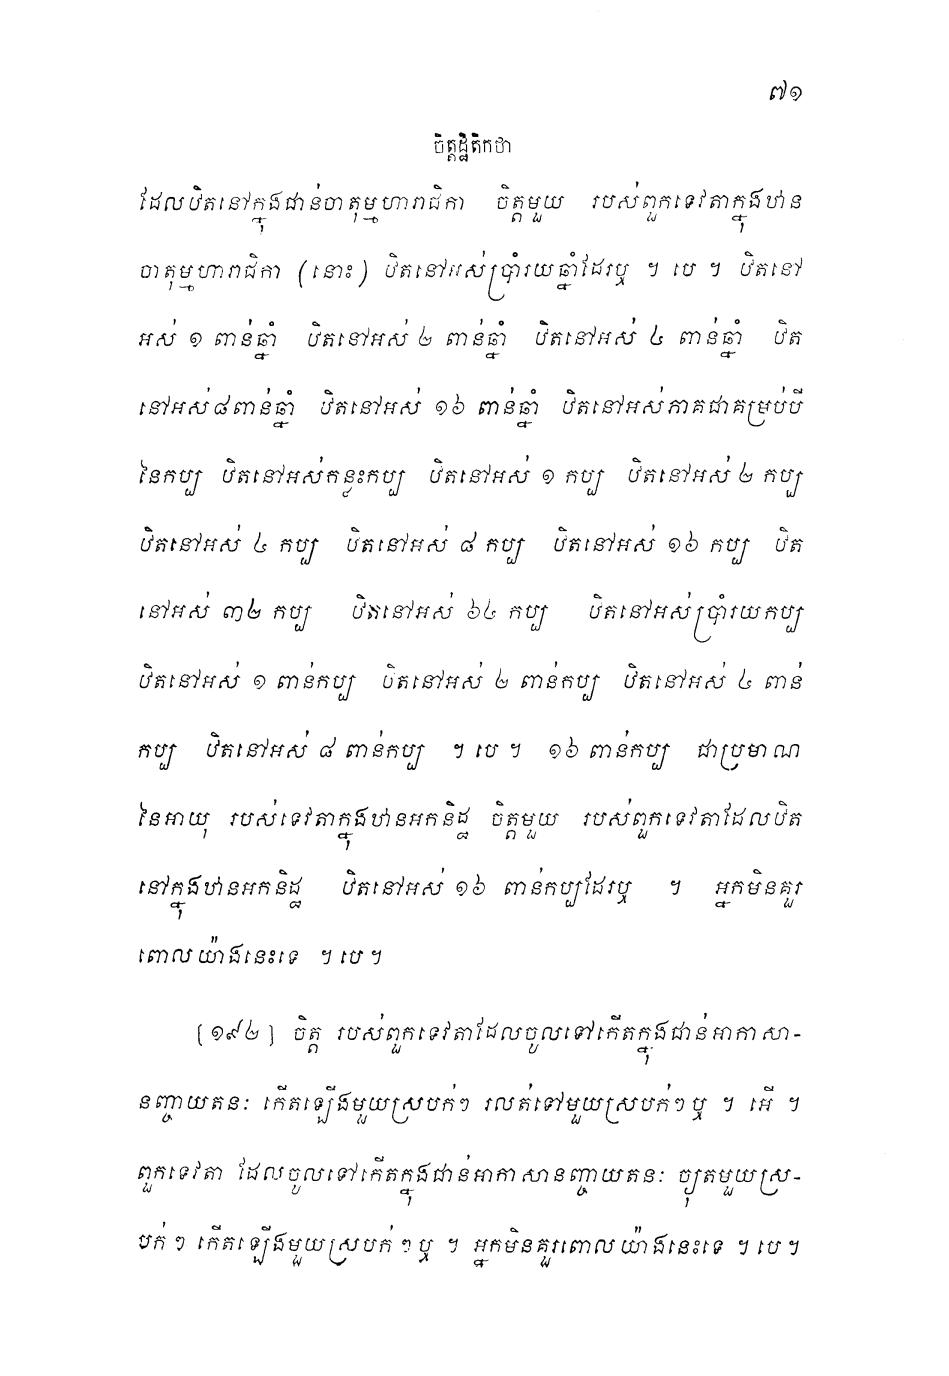 ៧១
ចិត្តដ្ឋិតិកថា
ដែលឋិតនៅក្នុងជាន់ចាតុម្មហារាជិកា ចិត្តមួយ របស់ពួកទេវតាក្នុងឋាន
ចាតុម្មហារាជិកា (នោះ) ឋិតនៅអស់ប្រាំរយឆ្នាំដែរឬ ។ បេ ។ ឋិតនៅ
អស់ ១ ពាន់ឆ្នាំ ឋិតនៅអស់ ២ ពាន់ឆ្នាំ ឋិតនៅអស់ ៤ ពាន់ឆ្នាំ ឋិត
នៅអស់៨ពាន់ឆ្នាំ ឋិតនៅអស់ ១៦ ពាន់ឆ្នាំ ឋិតនៅអស់ភាគជាគម្រប់បី
នៃកប្ប ឋិតនៅអស់កន្លះកប្ប ឋិតនៅអស់ ១ កប្ប ឋិតនៅអស់ ២ កប្ប
ឋិតនៅអស់ ៤ កប្ប ឋិតនៅអស់ ៨ កប្ប ឋិតនៅអស់ ១៦ កប្ប ឋិត
នៅអស់ ៣២ កប្ប ឋិតនៅអស់ ៦៤ កប្ប ឋិតនៅអស់ប្រាំរយកប្ប
ឋិតនៅអស់ ១ ពាន់កប្ប ឋិតនៅអស់ ២ ពាន់កប្ប ឋិតនៅអស់ ៤ ពាន់
កប្ប ឋិតនៅអស់ ៨ ពាន់កប្ប ។ បេ ។ ១៦ ពាន់កប្ប ជាប្រមាណ
នៃអាយុ របស់ទេវតាក្នុងឋានអកនិដ្ឋ ចិត្តមួយ របស់ពួកទេវតាដែលឋិត
នៅក្នុងឋានអកនិដ្ឋ ឋិតនៅអស់ ១៦ ពាន់កប្បដែរឬ ។ អ្នកមិនគួរ
ពោលយ៉ាងនេះទេ ។ បេ ។
[១៩២] ចិត្ត របស់ពួកទេវតាដែលចូលទៅកើតក្នុងជាន់អាកាសា-
នញ្ចាយតនៈ កើតឡើងមួយស្របក់ៗ រលត់ទៅមួយស្របក់ៗឬ ។ អើ ។
ពួកទេវតា ដែលចូលទៅកើតក្នុងជាន់អាកាសានញ្ចាយតនៈ ច្យុតមួយស្រ-
បក់ៗ កើតឡើងមួយស្របក់ៗឬ ។ អ្នកមិនគួរពោលយ៉ាងនេះទេ ។ បេ ។